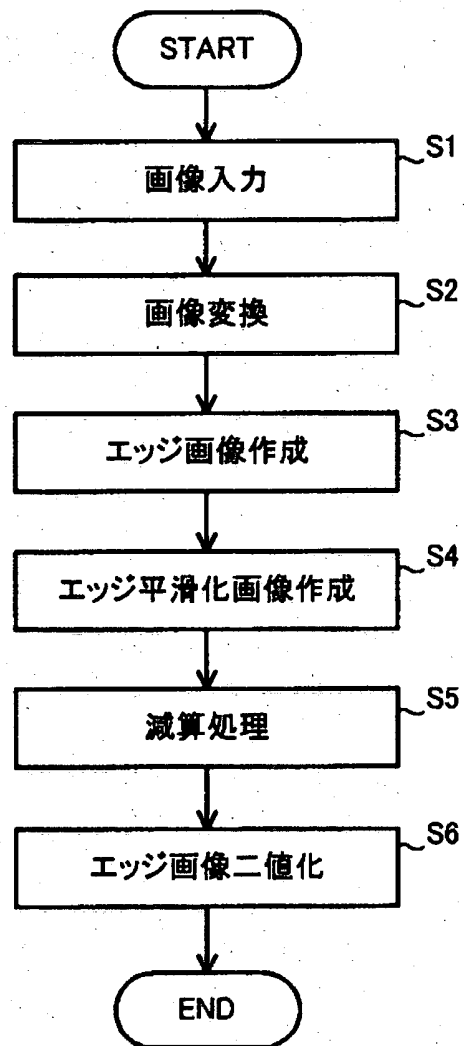 START
S1
画像入力
S2
画像変換
S3
エッジ画像作成
S4
エッジ平滑化画像作成
S5
減算処理
S6
エッジ画像二値化
END